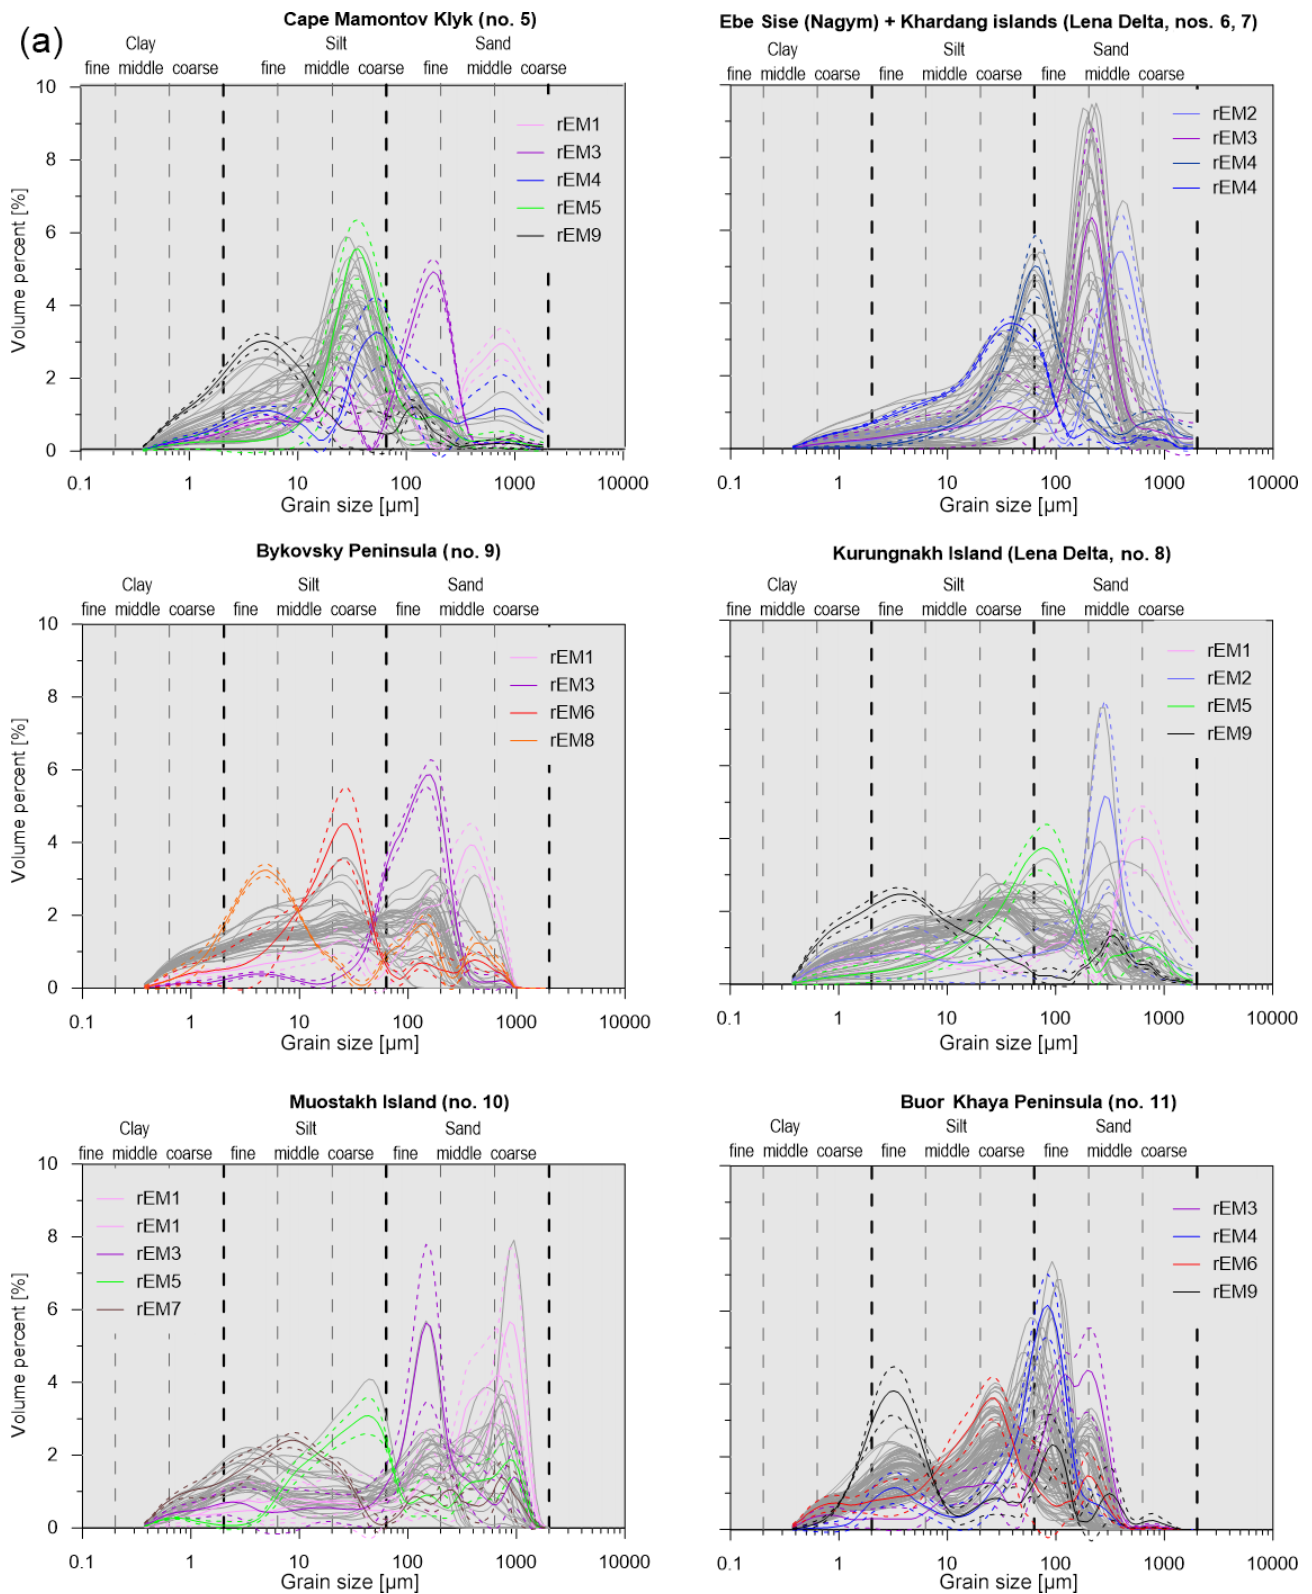 (a)
Cape Mamontov Klyk (no. 5)
Clay Silt Sand
fine middle coarse fine middle coarse fine middle coarse
10
8
6
4
2
0
Volume percent [%]
rEM1
rEM3
rEM4
rEM5
rEM9
0.1 1 10 100 1000 10000
Grain size [µm]
Ebe Sise (Nagym) + Khardang islands (Lena Delta, nos. 6, 7)
Clay Silt Sand
fine middle coarse fine middle coarse fine middle coarse
rEM2
rEM3
rEM4
rEM4
0.1 1 10 100 1000 10000
Grain size [µm]
Bykovsky Peninsula (no. 9)
Clay Silt Sand
fine middle coarse fine middle coarse fine middle coarse
10
8
6
4
2
0
Volume percent [%]
rEM1
rEM3
rEM6
rEM8
0.1 1 10 100 1000 10000
Grain size [µm]
Kurungnakh Island (Lena Delta, no. 8)
Clay Silt Sand
fine middle coarse fine middle coarse fine middle coarse
rEM1
rEM2
rEM5
rEM9
0.1 1 10 100 1000 10000
Grain size [µm]
Muostakh Island (no. 10)
Clay Silt Sand
fine middle coarse fine middle coarse fine middle coarse
10
8
6
4
2
0
Volume percent [%]
rEM1
rEM1
rEM3
rEM5
rEM7
0.1 1 10 100 1000 10000
Grain size [µm]
Buor Khaya Peninsula (no. 11)
Clay Silt Sand
fine middle coarse fine middle coarse fine middle coarse
rEM3
rEM4
rEM6
rEM9
0.1 1 10 100 1000 10000
Grain size [µm]